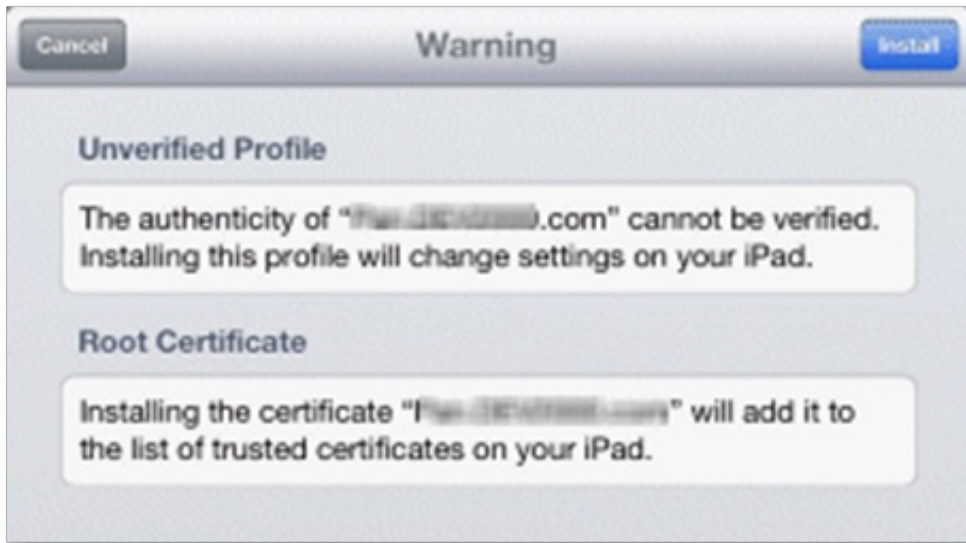 Cancel
Warning
Install
Unverified Profile
The authenticity of " .com" cannot be verified.
Installing this profile will change settings on your iPad.
Root Certificate
Installing the certificate " " will add it to
the list of trusted certificates on your iPad.